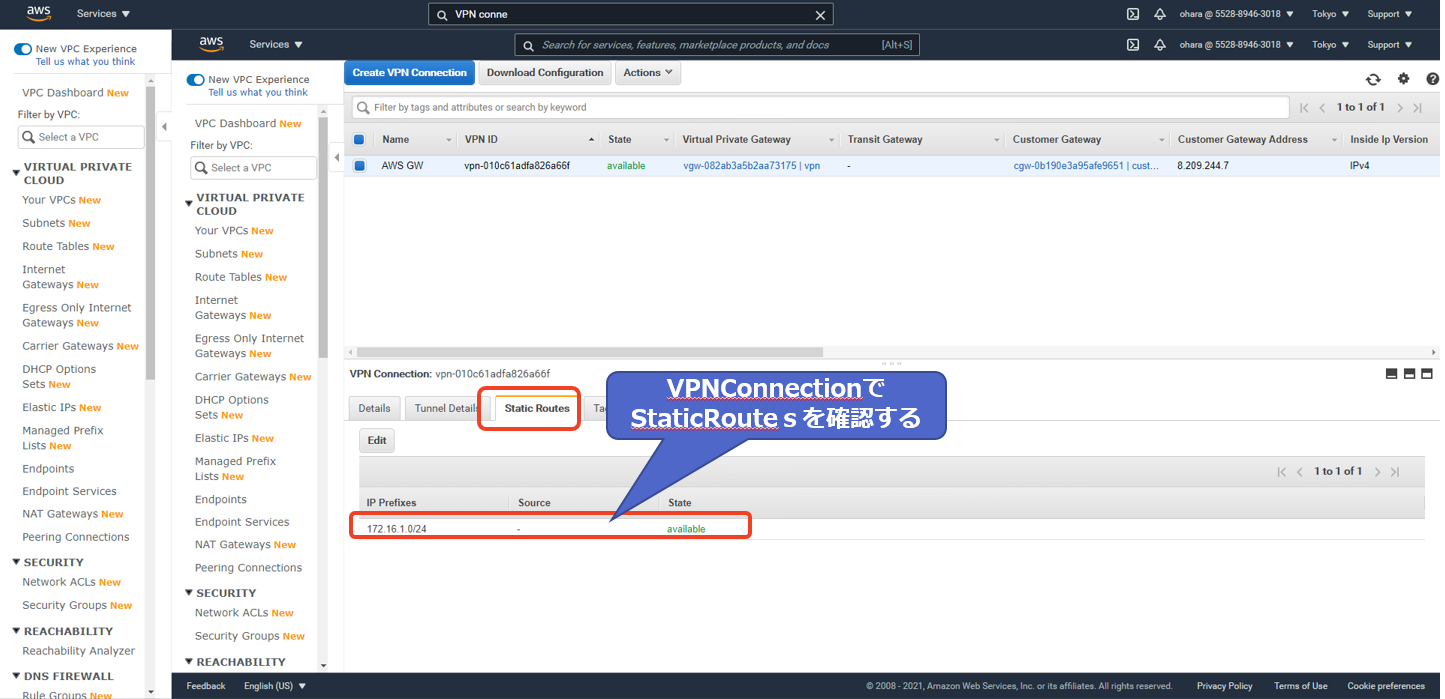 aws
Services
VPN conne
ohara @ 5528-8946-3018
Tokyo
Support
New VPC Experience
Tell us what you think
VPC Dashboard New
Filter by VPC:
Select a VPC
VIRTUAL PRIVATE
CLOUD
Your VPCs New
Subnets New
Route Tables New
Internet
Gateways New
Egress Only Internet
Gateways New
Carrier Gateways New
DHCP Options
Sets New
Elastic IPs New
Managed Prefix
Lists New
Endpoints
Endpoint Services
NAT Gateways New
Peering Connections
SECURITY
Network ACLs New
Security Groups New
REACHABILITY
Reachability Analyzer
DNS FIREWALL
Rule Groups New
aws
Services
Search for services, features, marketplace products, and docs
[Alt+S]
ohara @ 5528-8946-3018
Tokyo
Support
New VPC Experience
Tell us what you think
VPC Dashboard New
Filter by VPC:
Select a VPC
VIRTUAL PRIVATE
CLOUD
Your VPCs New
Subnets New
Route Tables New
Internet
Gateways New
Egress Only Internet
Gateways New
Carrier Gateways New
DHCP Options
Sets New
Elastic IPs New
Managed Prefix
Lists New
Endpoints
Endpoint Services
NAT Gateways New
Peering Connections
SECURITY
Network ACLs New
Security Groups New
REACHABILITY
Create VPN Connection
Download Configuration
Actions
Filter by tags and attributes or search by keyword
1 to 1 of 1
Name VPN ID State Virtual Private Gateway Transit Gateway Customer Gateway Customer Gateway Address Inside Ip Version
AWS GW vpn-010c61adfa826a66f available vgw-082ab3a5b2aa73175 | vpn - cgw-0b190e3a95afe9651 | cust... 8.209.244.7 IPv4
VPN Connection: vpn-010c61adfa826a66f
Details
Tunnel Details
Static Routes
Ta
VPNConnectionで
StaticRouteｓを確認する
Edit
1 to 1 of 1
IP Prefixes Source State
172.16.1.0/24 - available
Feedback
English (US)
© 2008 - 2021, Amazon Web Services, Inc. or its affiliates. All rights reserved.
Privacy Policy
Terms of Use
Cookie preferences